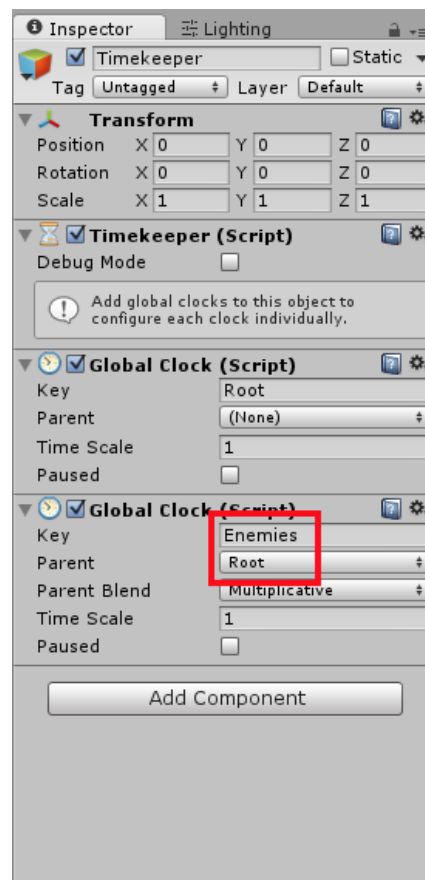 Inspector Lighting
Timekeeper Static
Tag Untagged Layer Default
Transform
Position X 0 Y 0 Z 0
Rotation X 0 Y 0 Z 0
Scale X 1 Y 1 Z 1
Timekeeper (Script)
Debug Mode
Add global clocks to this object to
configure each clock individually.
Global Clock (Script)
Key Root
Parent (None)
Time Scale 1
Paused
Global Clock (Script)
Key Enemies
Parent Root
Parent Blend Multiplicative
Time Scale 1
Paused
Add Component